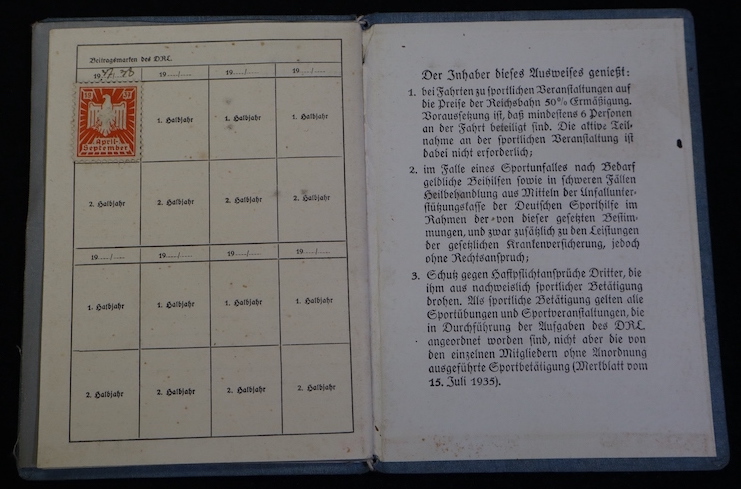 Beitragsmarken des DRL.
19 37/38 19..../.... 19..../.... 19..../....
19 37
April-
September
1. Halbjahr 1. Halbjahr 1. Halbjahr
2. Halbjahr 2. Halbjahr 2. Halbjahr 2. Halbjahr
19..../.... 19..../.... 19..../.... 19..../....
1. Halbjahr 1. Halbjahr 1. Halbjahr 1. Halbjahr
2. Halbjahr 2. Halbjahr 2. Halbjahr 2. Halbjahr
Der Inhaber dieses Ausweises genießt:
1. bei Fahrten zu sportlichen Veranstaltungen auf
die Preise der Reichsbahn 50% Ermäßigung.
Voraussetzung ist, daß mindestens 6 Personen
an der Fahrt beteiligt sind. Die aktive Teil-
nahme an der sportlichen Veranstaltung ist
dabei nicht erforderlich;
2. im Falle eines Sportunfalles nach Bedarf
geldliche Beihilfen sowie in schweren Fällen
Heilbehandlung aus Mitteln der Unfallunter-
stützungskasse der Deutschen Sporthilfe im
Rahmen der von dieser gesetzten Bestim-
mungen, und zwar zusätzlich zu den Leistungen
der gesetzlichen Krankenversicherung, jedoch
ohne Rechtsanspruch;
3. Schutz gegen Haftpflichtansprüche Dritter, die
ihm aus nachweislich sportlicher Betätigung
drohen. Als sportliche Betätigung gelten alle
Sportübungen und Sportveranstaltungen, die
in Durchführung der Aufgaben des DRL
angeordnet worden sind, nicht aber die von
den einzelnen Mitgliedern ohne Anordnung
ausgeführte Sportbetätigung (Merkblatt vom
15. Juli 1935).